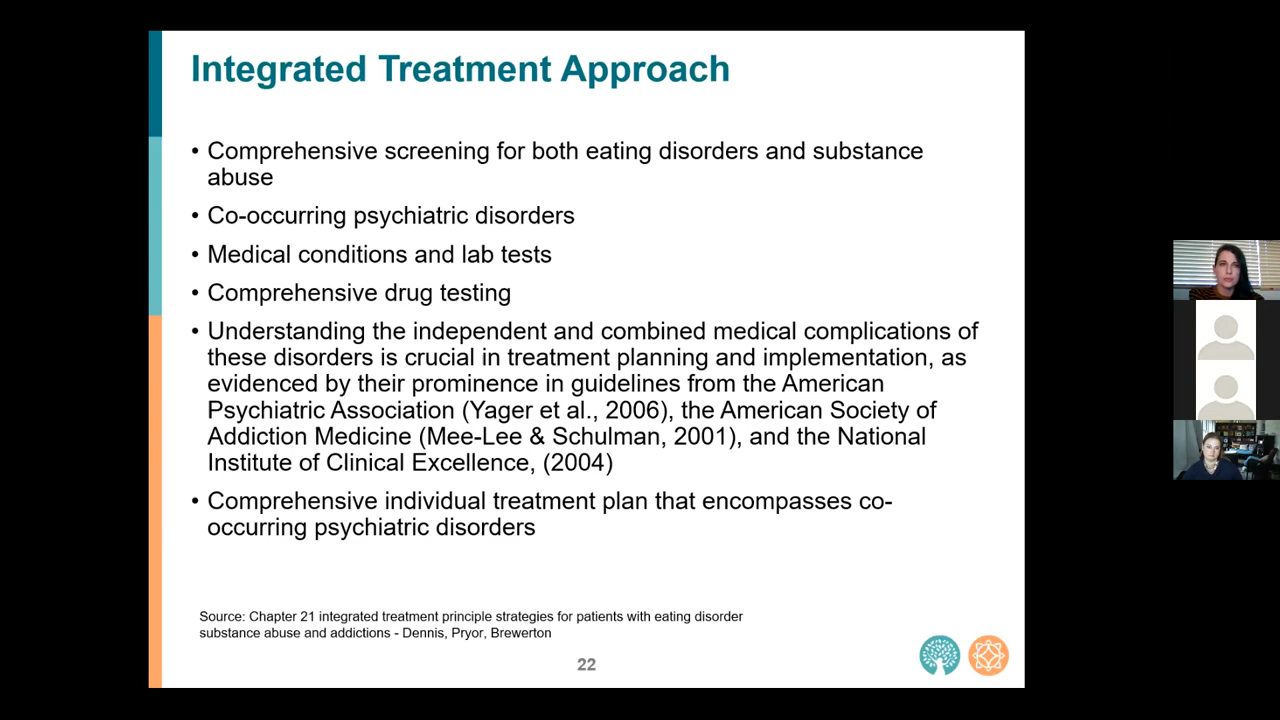 Integrated Treatment Approach
• Comprehensive screening for both eating disorders and substance
abuse
• Co-occurring psychiatric disorders
• Medical conditions and lab tests
• Comprehensive drug testing
• Understanding the independent and combined medical complications of
these disorders is crucial in treatment planning and implementation, as
evidenced by their prominence in guidelines from the American
Psychiatric Association (Yager et al., 2006), the American Society of
Addiction Medicine (Mee-Lee & Schulman, 2001), and the National
Institute of Clinical Excellence, (2004)
• Comprehensive individual treatment plan that encompasses co-
occurring psychiatric disorders
Source: Chapter 21 integrated treatment principle strategies for patients with eating disorder
substance abuse and addictions - Dennis, Pryor, Brewerton
22